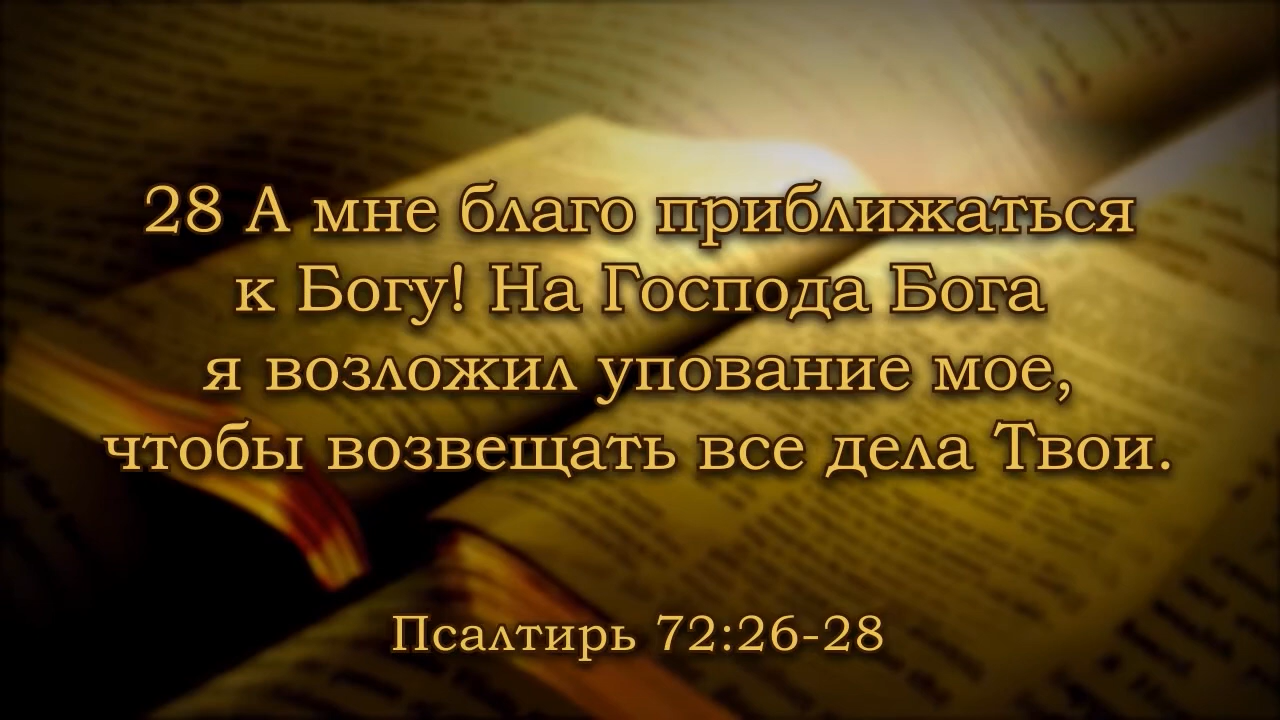 28 А мне благо приближаться
к Богу! На Господа Бога
я возложил упование мое,
чтобы возвещать все дела Твои.
Псалтирь 72:26-28